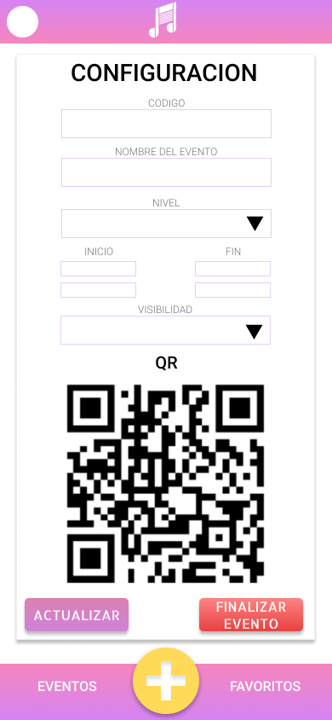 CONFIGURACION
CODIGO
NOMBRE DEL EVENTO
NIVEL
INICIO FIN
VISIBILIDAD
QR
ACTUALIZAR
FINALIZAR
EVENTO
EVENTOS
FAVORITOS